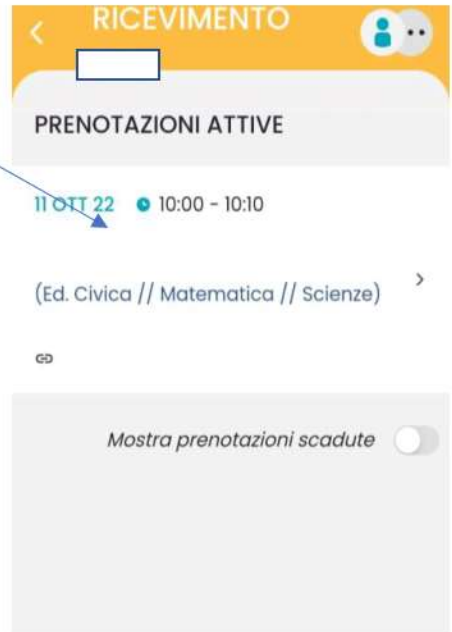 RICEVIMENTO
PRENOTAZIONI ATTIVE
11 OTT 22 10:00 - 10:10
(Ed. Civica // Matematica // Scienze)
Mostra prenotazioni scadute